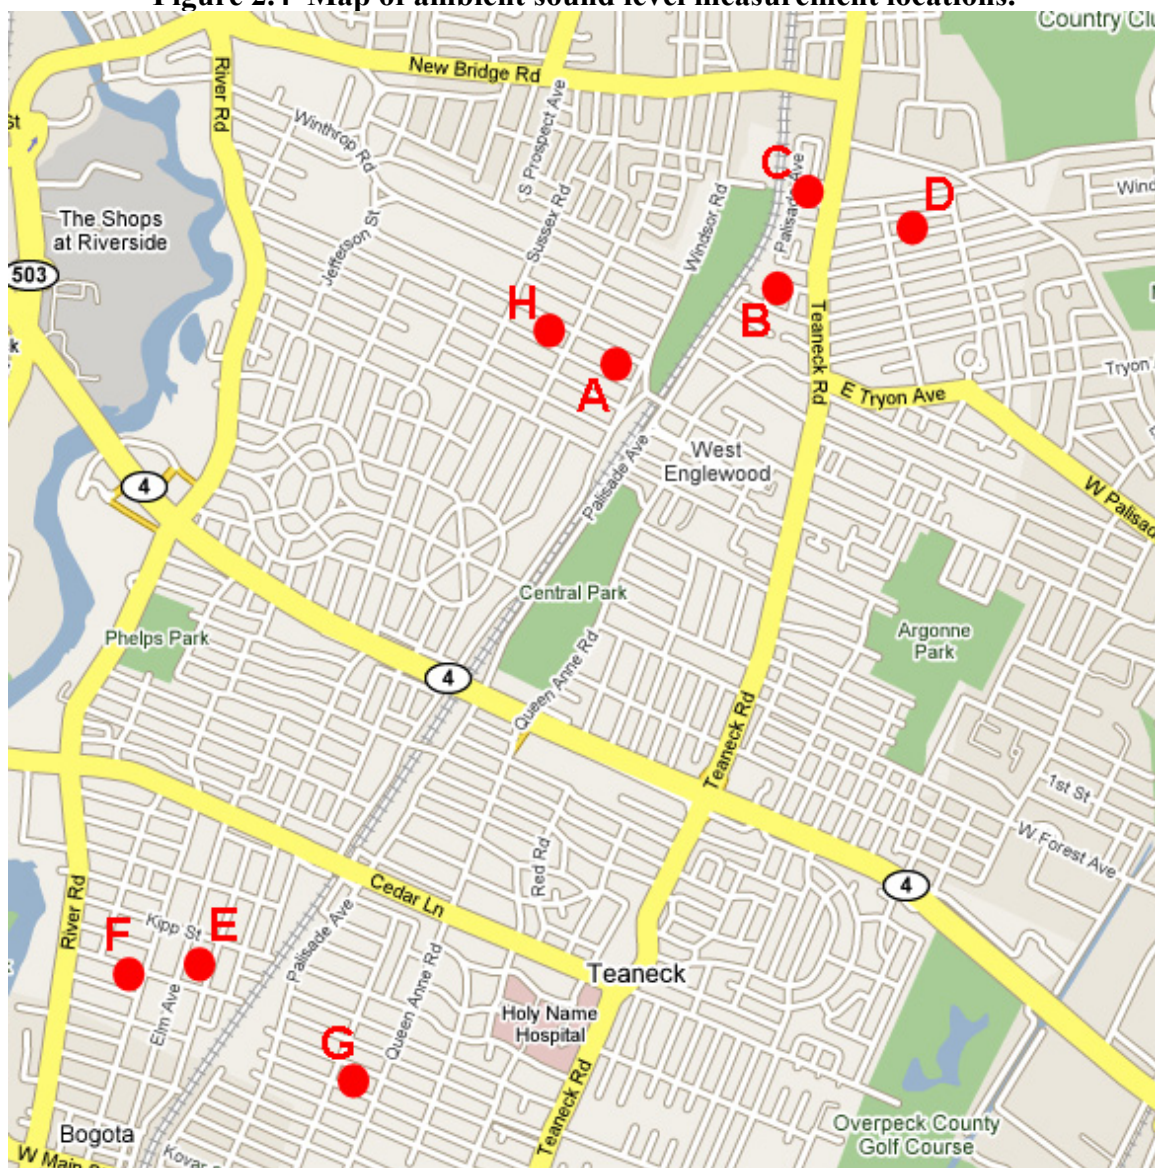 Figure 2.4 Map of ambient sound level measurement locations.
Country Clu
New Bridge Rd
River Rd
St
Winthrop Rd
S Prospect Ave
Palisade Ave
C
D
Wind
The Shops
at Riverside
Jefferson St
Sussex Rd
Windsor Rd
503
H
B
Teaneck Rd
A
E Tryon Ave
Tryon
West
Englewood
4
Palisade Ave
W Palisad
Central Park
Phelps Park
Argonne
Park
4
Queen Anne Rd
Teaneck Rd
1st St
W Forest Ave
Red Rd
4
Cedar Ln
River Rd
Kipp St
E
F
Palisade Ave
Elm Ave
Queen Anne Rd
Teaneck
Holy Name
Hospital
G
Teaneck Rd
Overpeck County
Golf Course
Bogota
W Main
Kovar